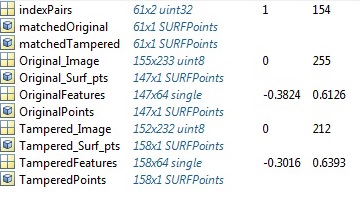 indexPairs 61x2 uint32 1 154
matchedOriginal 61x1 SURFPoints
matchedTampered 61x1 SURFPoints
Original_Image 155x233 uint8 0 255
Original_Surf_pts 147x1 SURFPoints
OriginalFeatures 147x64 single -0.3824 0.6126
OriginalPoints 147x1 SURFPoints
Tampered_Image 152x232 uint8 0 212
Tampered_Surf_pts 158x1 SURFPoints
TamperedFeatures 158x64 single -0.3016 0.6393
TamperedPoints 158x1 SURFPoints